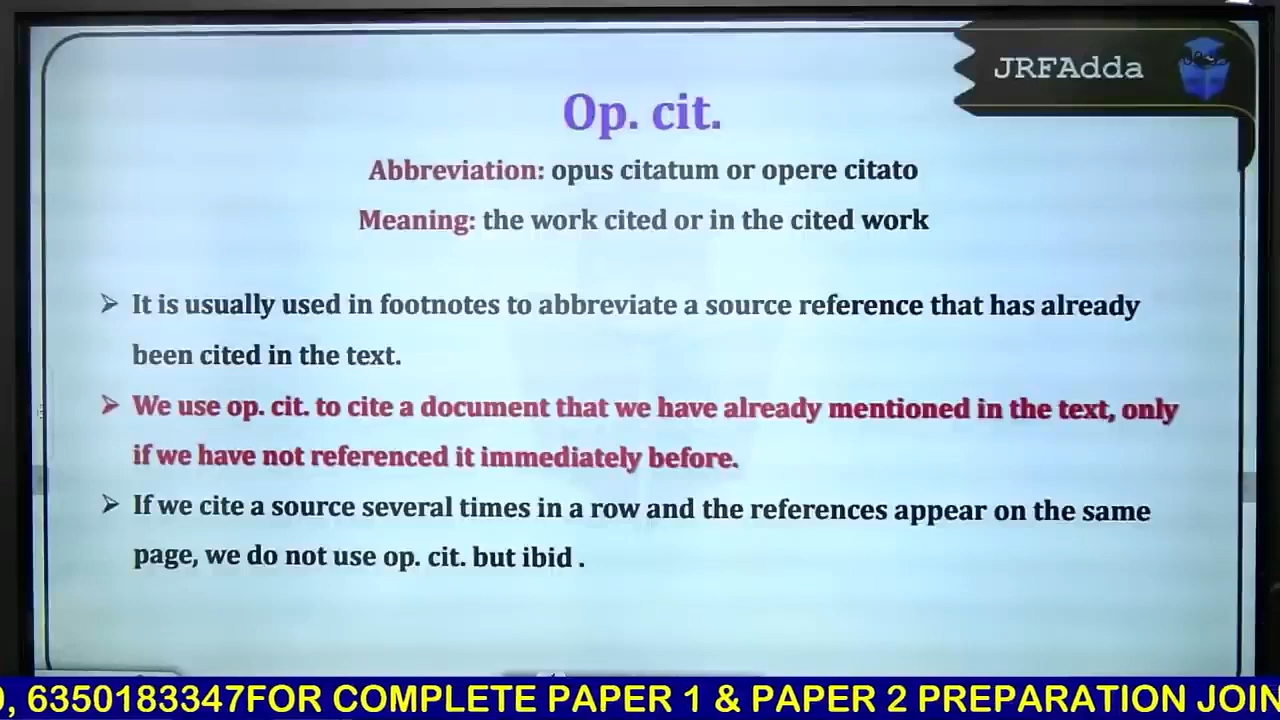 JRFAdda
Op. cit.
Abbreviation: opus citatum or opere citato
Meaning: the work cited or in the cited work
➢ It is usually used in footnotes to abbreviate a source reference that has already
been cited in the text.
➢ We use op. cit. to cite a document that we have already mentioned in the text, only
if we have not referenced it immediately before.
➢ If we cite a source several times in a row and the references appear on the same
page, we do not use op. cit. but ibid .
, 6350183347FOR COMPLETE PAPER 1 & PAPER 2 PREPARATION JOIN